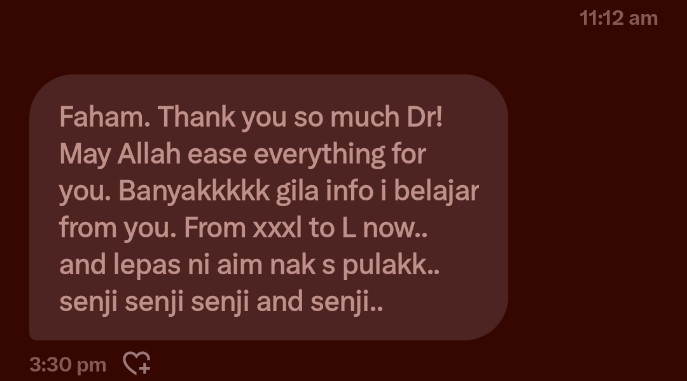 11:12 am
Faham. Thank you so much Dr!
May Allah ease everything for
you. Banyakkkkk gila info i belajar
from you. From xxxl to L now..
and lepas ni aim nak s pulakk..
senji senji senji and senji..
3:30 pm